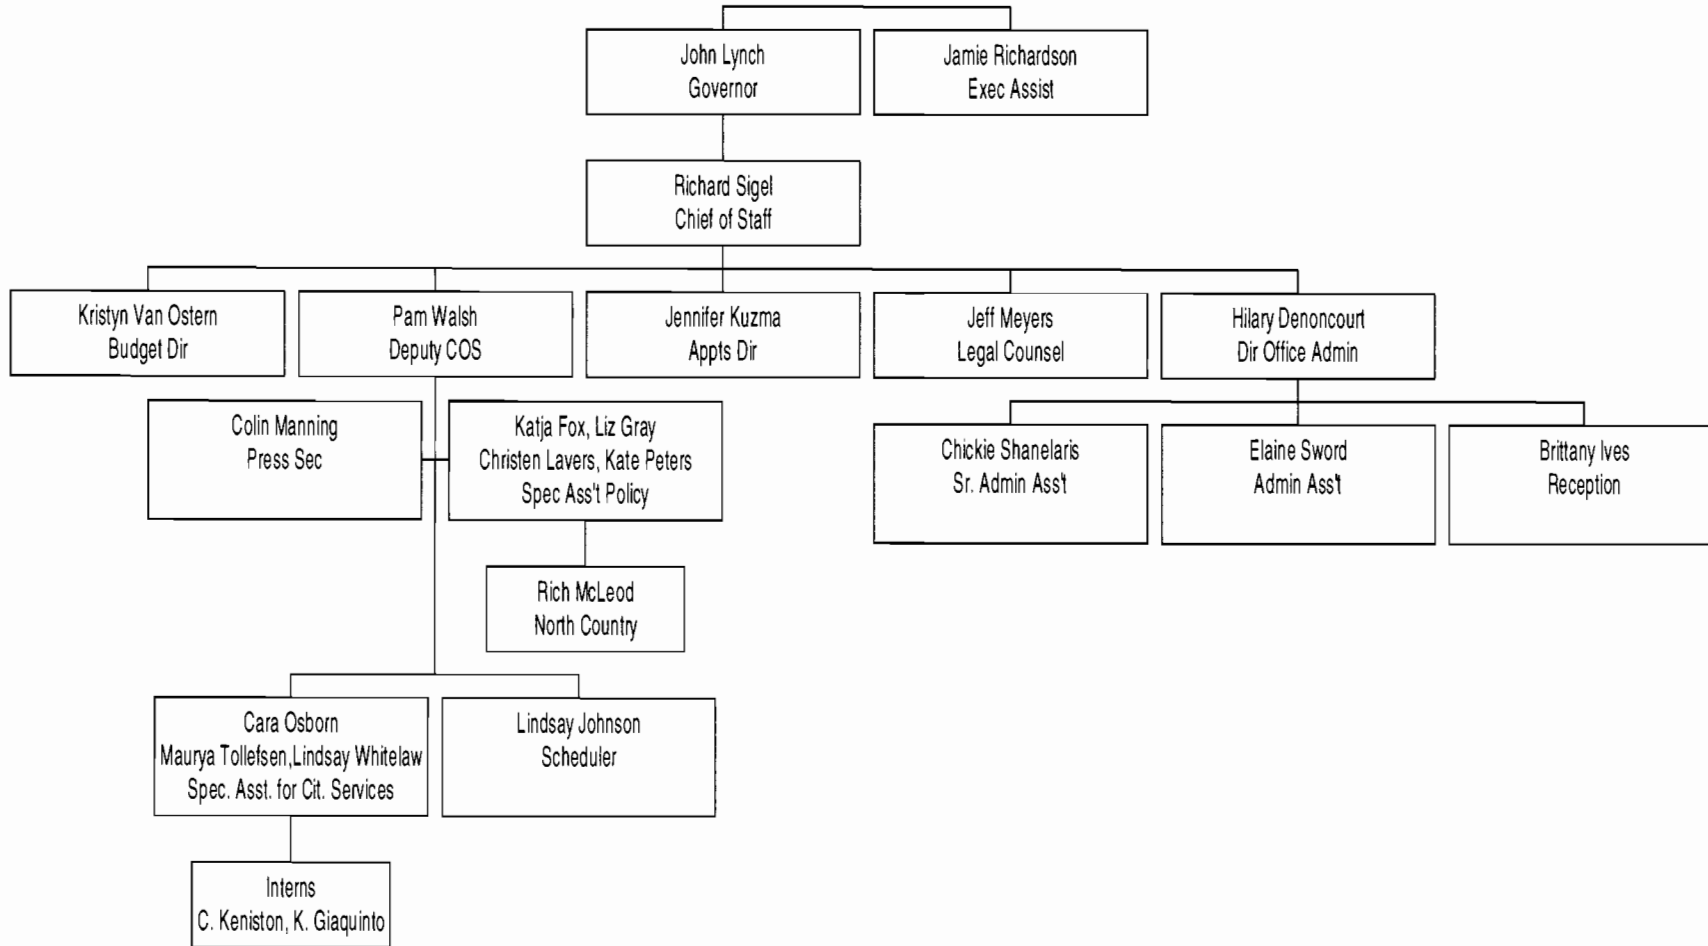 John Lynch
Governor
Jamie Richardson
Exec Assist
Richard Sigel
Chief of Staff
Kristyn Van Ostern
Budget Dir
Pam Walsh
Deputy COS
Jennifer Kuzma
Appts Dir
Jeff Meyers
Legal Counsel
Hilary Denoncourt
Dir Office Admin
Colin Manning
Press Sec
Katja Fox, Liz Gray
Christen Lavers, Kate Peters
Spec Ass't Policy
Chickie Shanelaris
Sr. Admin Ass't
Elaine Sword
Admin Ass't
Brittany Ives
Reception
Rich McLeod
North Country
Cara Osborn
Maurya Tollefsen,Lindsay Whitelaw
Spec. Asst. for Cit. Services
Lindsay Johnson
Scheduler
Interns
C. Keniston, K. Giaquinto